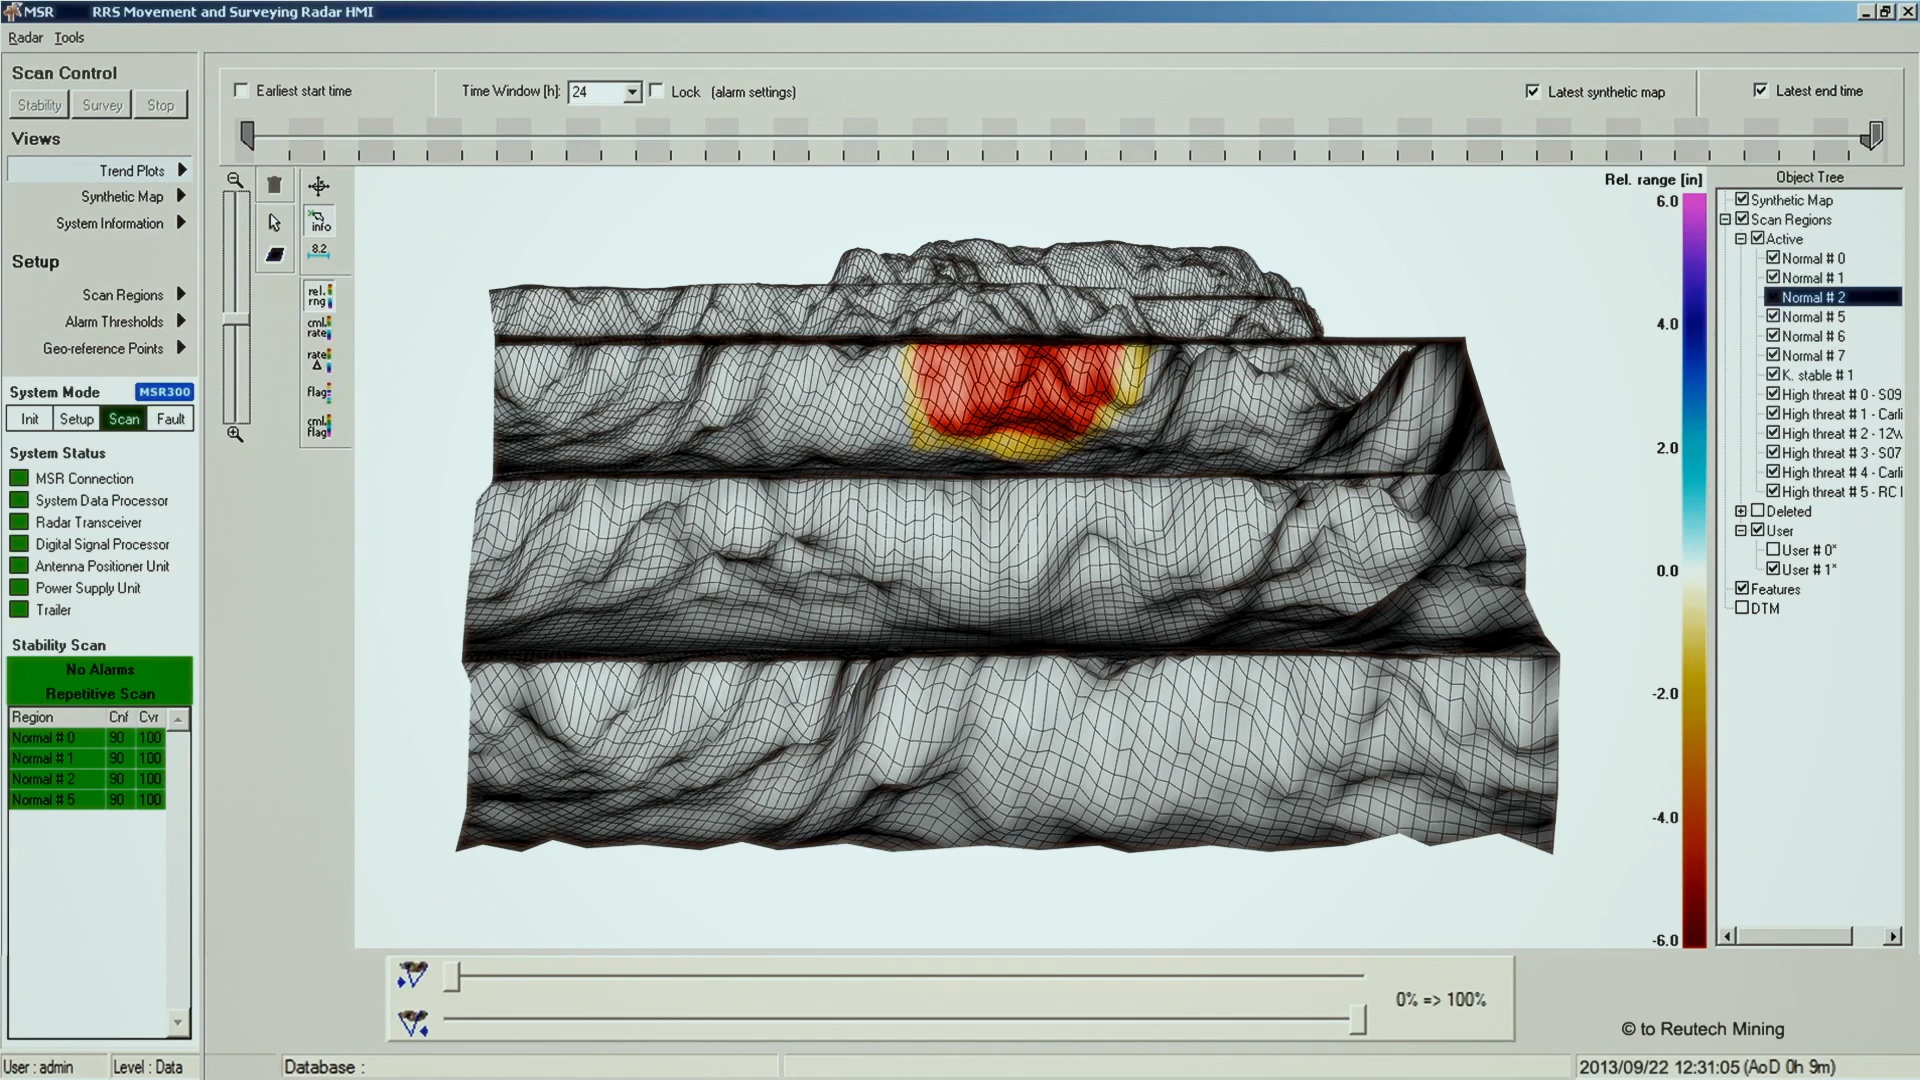 MSR RRS Movement and Surveying Radar HMI
Radar Tools
Scan Control
Stability Survey Stop
Views
Trend Plots
Synthetic Map
System Information
Setup
Scan Regions
Alarm Thresholds
Geo-reference Points
System Mode MSR300
Init Setup Scan Fault
System Status
MSR Connection
System Data Processor
Radar Transceiver
Digital Signal Processor
Antenna Positioner Unit
Power Supply Unit
Trailer
Stability Scan
No Alarms
Repetitive Scan
Region Cnf Cvr
Normal # 0 90 100
Normal # 1 90 100
Normal # 2 90 100
Normal # 5 90 100
Earliest start time
Time Window [h]: 24 Lock (alarm settings)
Latest synthetic map
Latest end time
info
8.2
rel.
rng
cml.
rate
rate
Δ
flag
cml.
flag
Rel. range [in]
6.0
4.0
2.0
0.0
-2.0
-4.0
-6.0
Object Tree
Synthetic Map
Scan Regions
Active
Normal # 0
Normal # 1
Normal # 2
Normal # 5
Normal # 6
Normal # 7
K. stable # 1
High threat # 0 - S09
High threat # 1 - Carli
High threat # 2 - 12W
High threat # 3 - S07
High threat # 4 - Carli
High threat # 5 - RC
Deleted
User
User # 0*
User # 1*
Features
DTM
0% => 100%
© to Reutech Mining
User : admin Level : Data Database : 2013/09/22 12:31:05 (AoD 0h 9m)